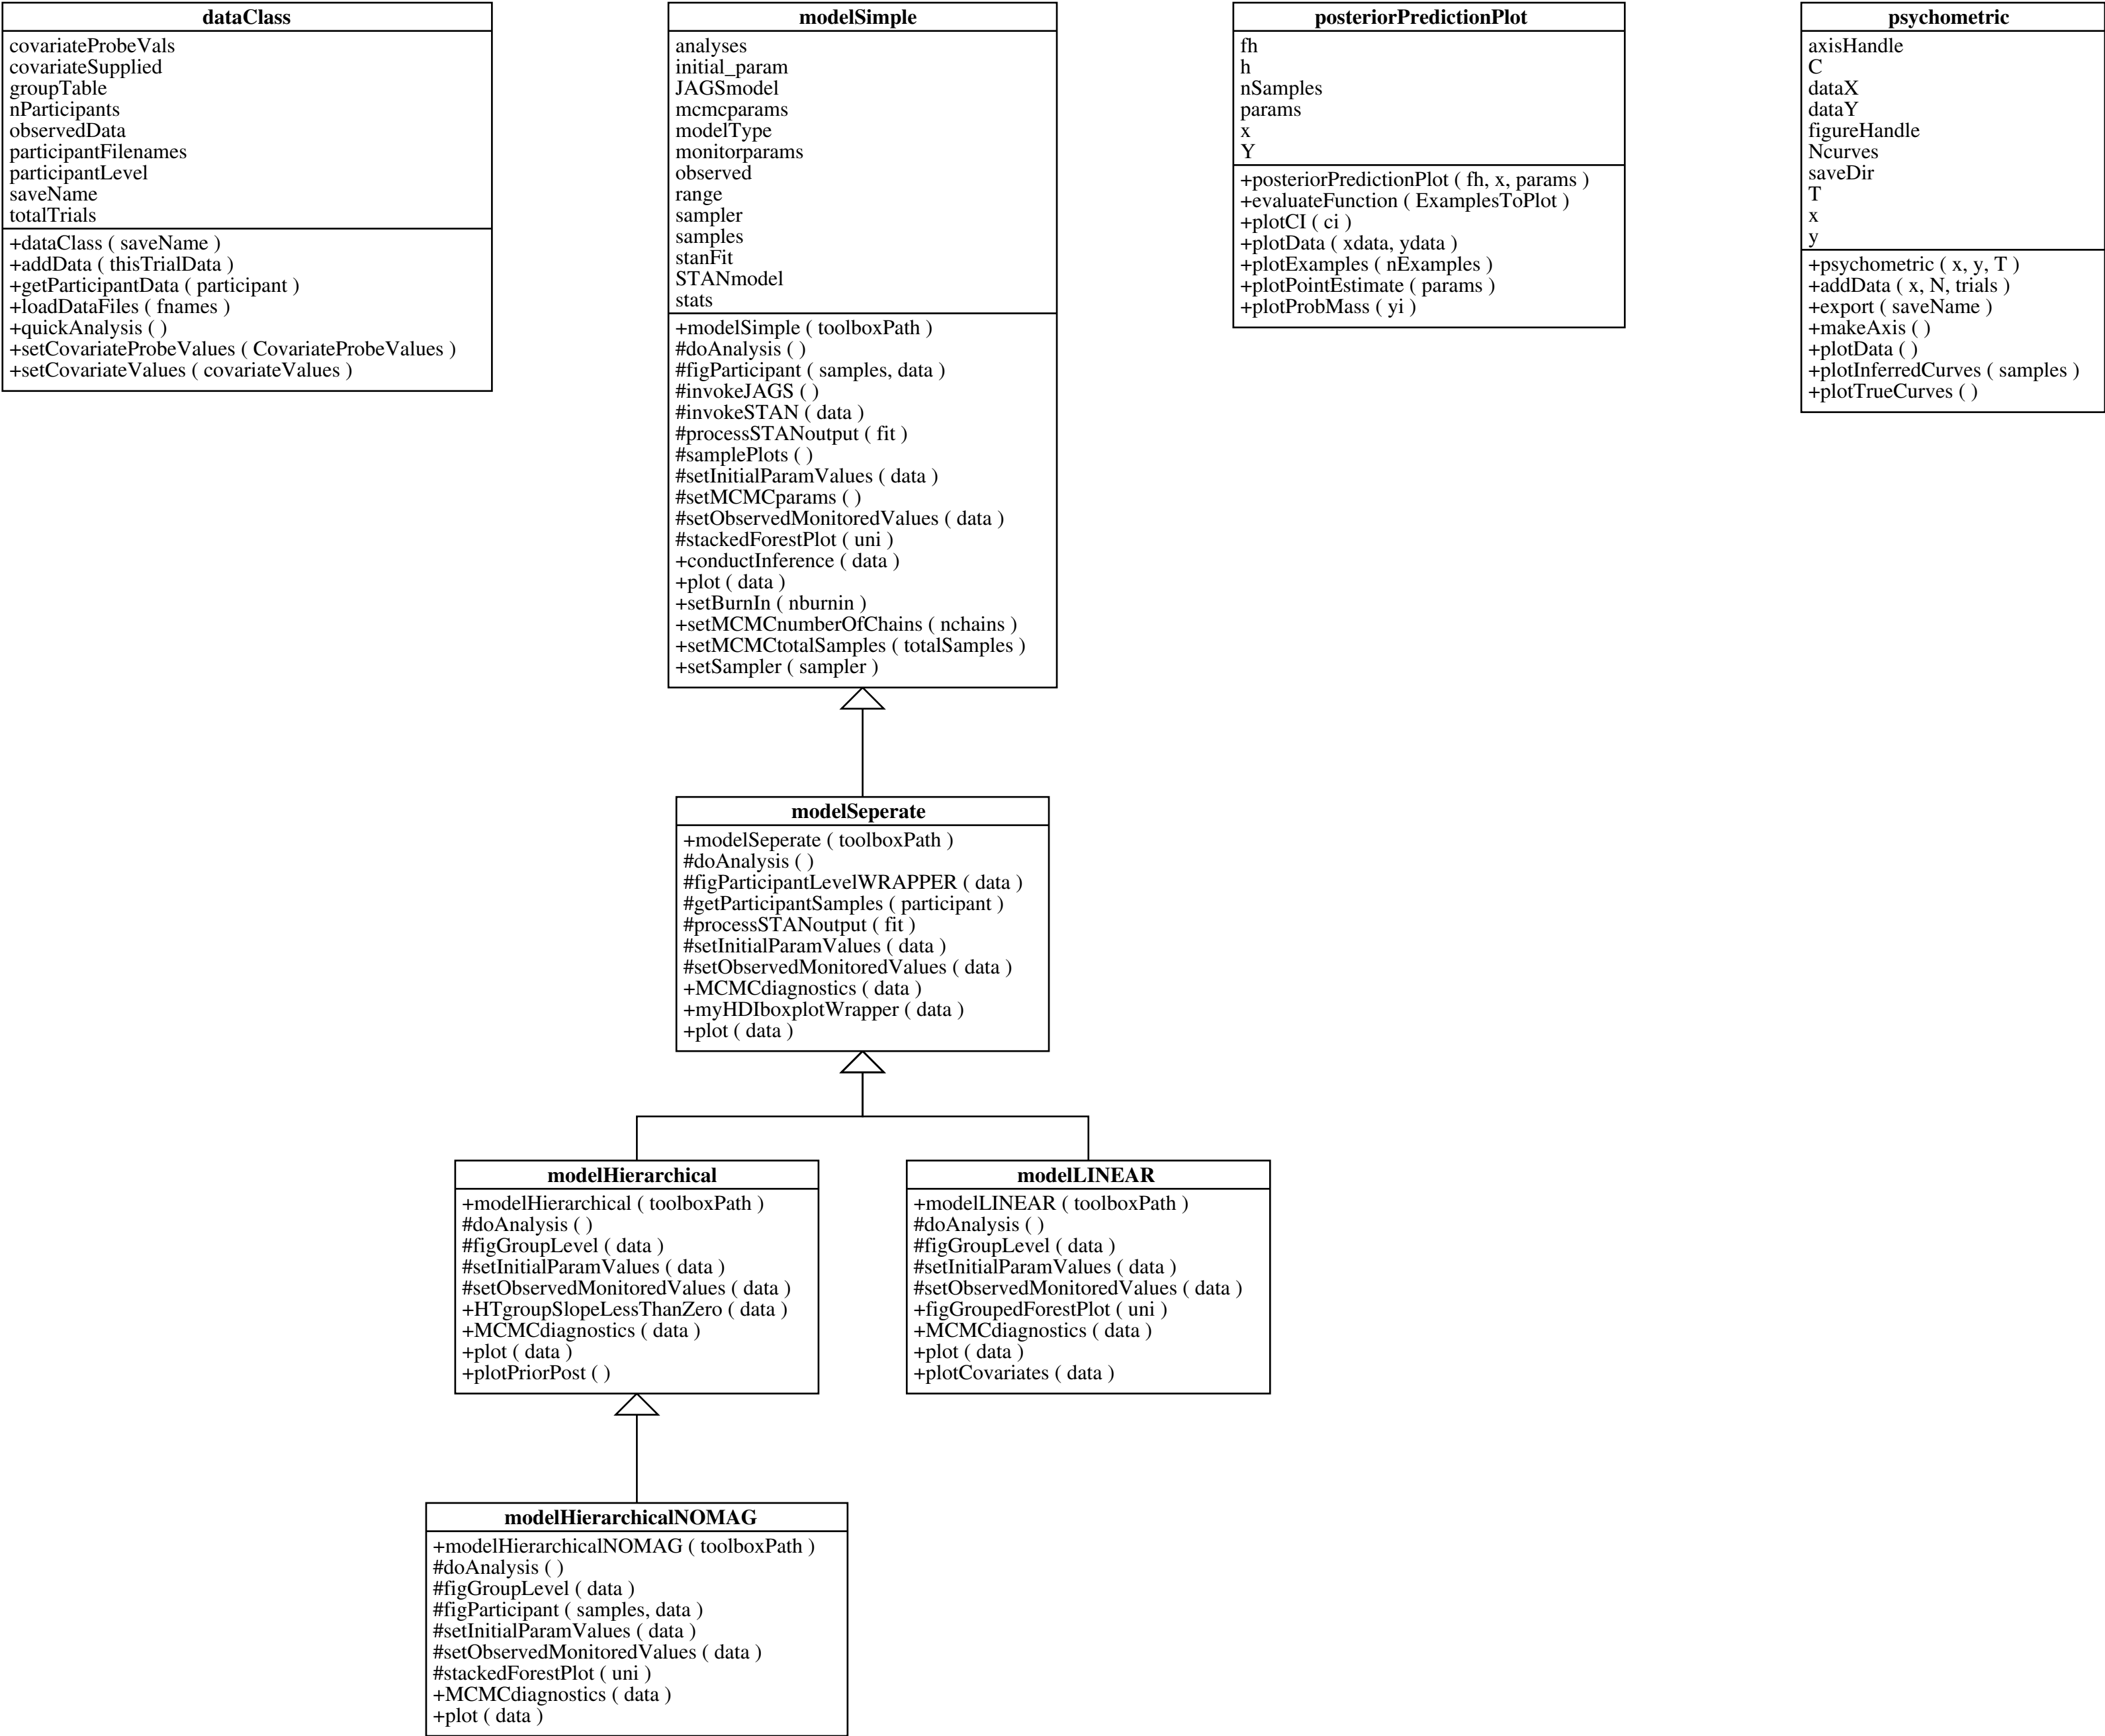 dataClass
covariateProbeVals
covariateSupplied
groupTable
nParticipants
observedData
participantFilenames
participantLevel
saveName
totalTrials
+dataClass ( saveName )
+addData ( thisTrialData )
+getParticipantData ( participant )
+loadDataFiles ( fnames )
+quickAnalysis ( )
+setCovariateProbeValues ( CovariateProbeValues )
+setCovariateValues ( covariateValues )
modelSimple
analyses
initial_param
JAGSmodel
mcmcparams
modelType
monitorparams
observed
range
sampler
samples
stanFit
STANmodel
stats
+modelSimple ( toolboxPath )
#doAnalysis ( )
#figParticipant ( samples, data )
#invokeJAGS ( )
#invokeSTAN ( data )
#processSTANoutput ( fit )
#samplePlots ( )
#setInitialParamValues ( data )
#setMCMCparams ( )
#setObservedMonitoredValues ( data )
#stackedForestPlot ( uni )
+conductInference ( data )
+plot ( data )
+setBurnIn ( nburnin )
+setMCMCnumberOfChains ( nchains )
+setMCMCtotalSamples ( totalSamples )
+setSampler ( sampler )
posteriorPredictionPlot
fh
h
nSamples
params
x
Y
+posteriorPredictionPlot ( fh, x, params )
+evaluateFunction ( ExamplesToPlot )
+plotCI ( ci )
+plotData ( xdata, ydata )
+plotExamples ( nExamples )
+plotPointEstimate ( params )
+plotProbMass ( yi )
psychometric
axisHandle
C
dataX
dataY
figureHandle
Ncurves
saveDir
T
x
y
+psychometric ( x, y, T )
+addData ( x, N, trials )
+export ( saveName )
+makeAxis ( )
+plotData ( )
+plotInferredCurves ( samples )
+plotTrueCurves ( )
modelSeperate
+modelSeperate ( toolboxPath )
#doAnalysis ( )
#figParticipantLevelWRAPPER ( data )
#getParticipantSamples ( participant )
#processSTANoutput ( fit )
#setInitialParamValues ( data )
#setObservedMonitoredValues ( data )
+MCMCdiagnostics ( data )
+myHDIboxplotWrapper ( data )
+plot ( data )
modelHierarchical
+modelHierarchical ( toolboxPath )
#doAnalysis ( )
#figGroupLevel ( data )
#setInitialParamValues ( data )
#setObservedMonitoredValues ( data )
+HTgroupSlopeLessThanZero ( data )
+MCMCdiagnostics ( data )
+plot ( data )
+plotPriorPost ( )
modelLINEAR
+modelLINEAR ( toolboxPath )
#doAnalysis ( )
#figGroupLevel ( data )
#setInitialParamValues ( data )
#setObservedMonitoredValues ( data )
+figGroupedForestPlot ( uni )
+MCMCdiagnostics ( data )
+plot ( data )
+plotCovariates ( data )
modelHierarchicalNOMAG
+modelHierarchicalNOMAG ( toolboxPath )
#doAnalysis ( )
#figGroupLevel ( data )
#figParticipant ( samples, data )
#setInitialParamValues ( data )
#setObservedMonitoredValues ( data )
#stackedForestPlot ( uni )
+MCMCdiagnostics ( data )
+plot ( data )